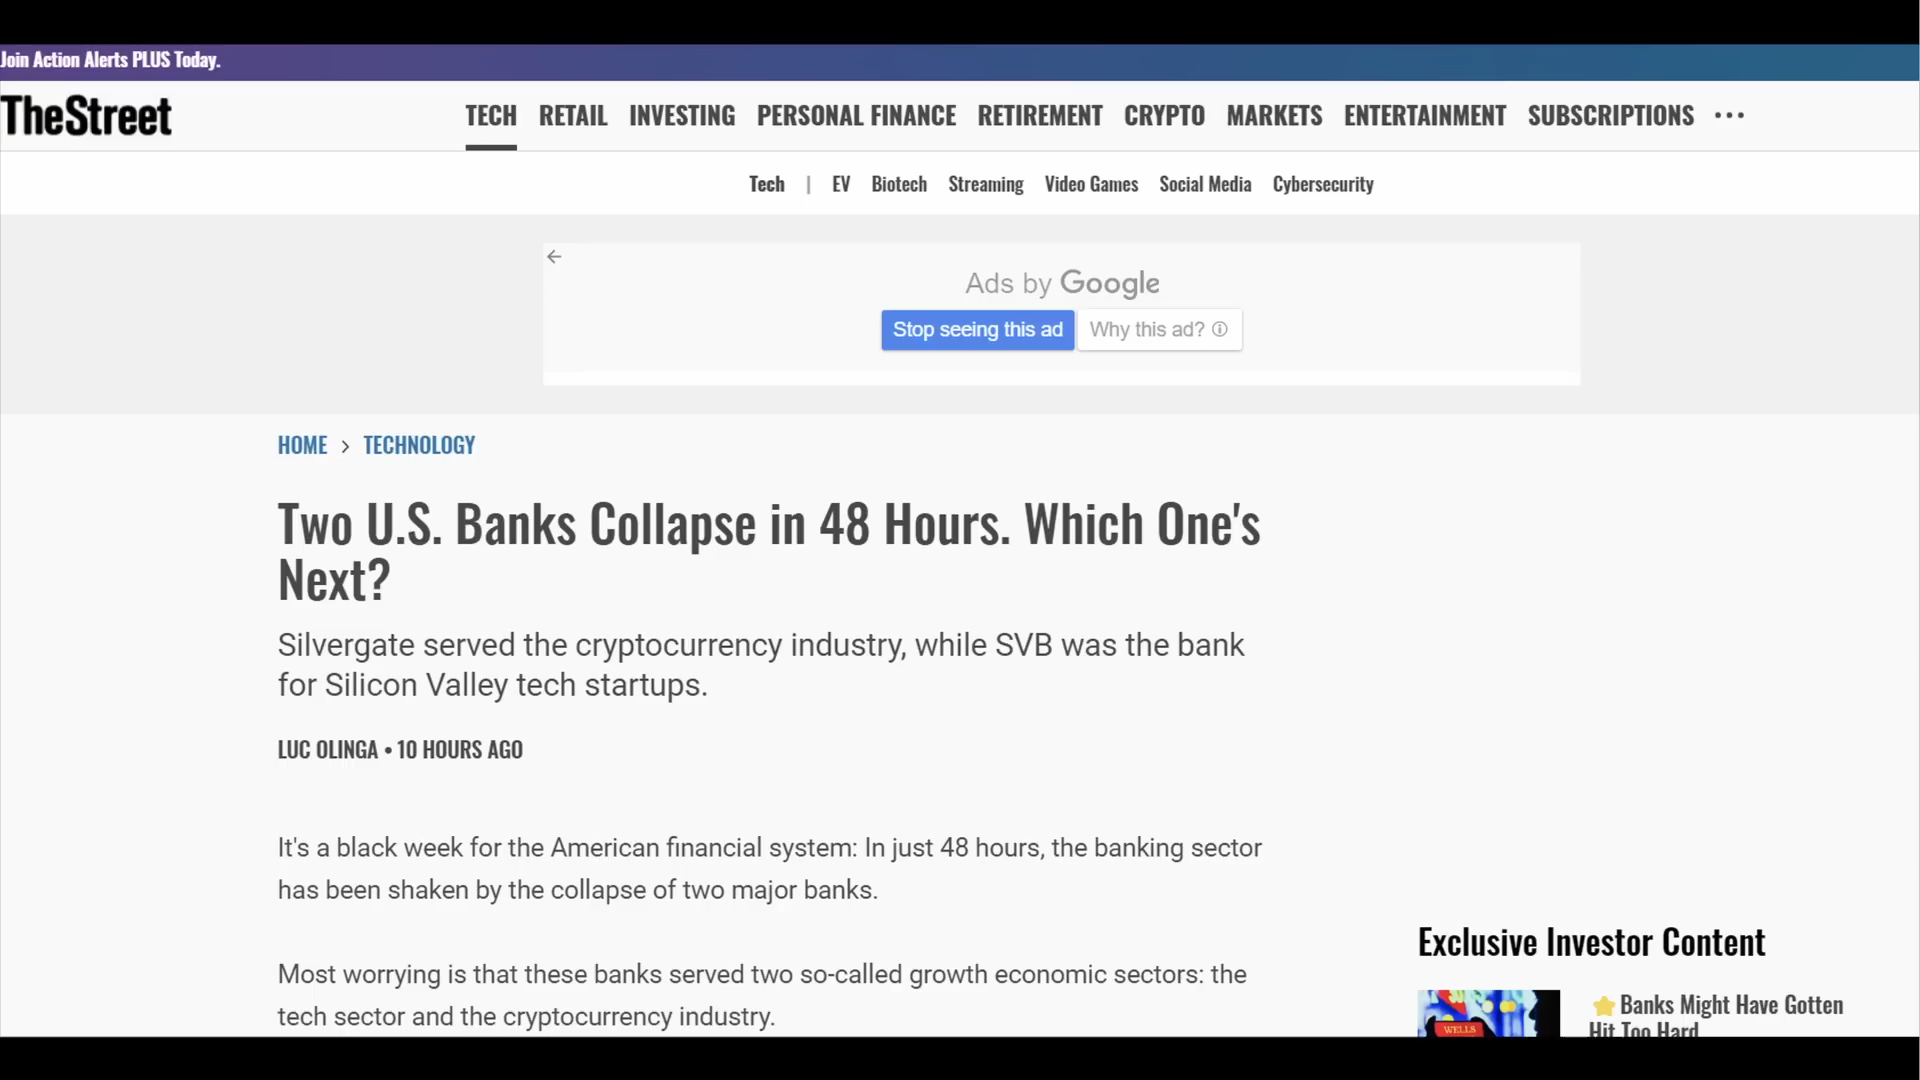 Join Action Alerts PLUS Today.
TheStreet
TECH RETAIL INVESTING PERSONAL FINANCE RETIREMENT CRYPTO MARKETS ENTERTAINMENT SUBSCRIPTIONS •••
Tech | EV Biotech Streaming Video Games Social Media Cybersecurity
Ads by Google
Stop seeing this ad Why this ad?
HOME > TECHNOLOGY
Two U.S. Banks Collapse in 48 Hours. Which One's
Next?
Silvergate served the cryptocurrency industry, while SVB was the bank
for Silicon Valley tech startups.
LUC OLINGA • 10 HOURS AGO
It's a black week for the American financial system: In just 48 hours, the banking sector
has been shaken by the collapse of two major banks.
Most worrying is that these banks served two so-called growth economic sectors: the
tech sector and the cryptocurrency industry.
Exclusive Investor Content
WELLS
Banks Might Have Gotten
Hit Too Hard